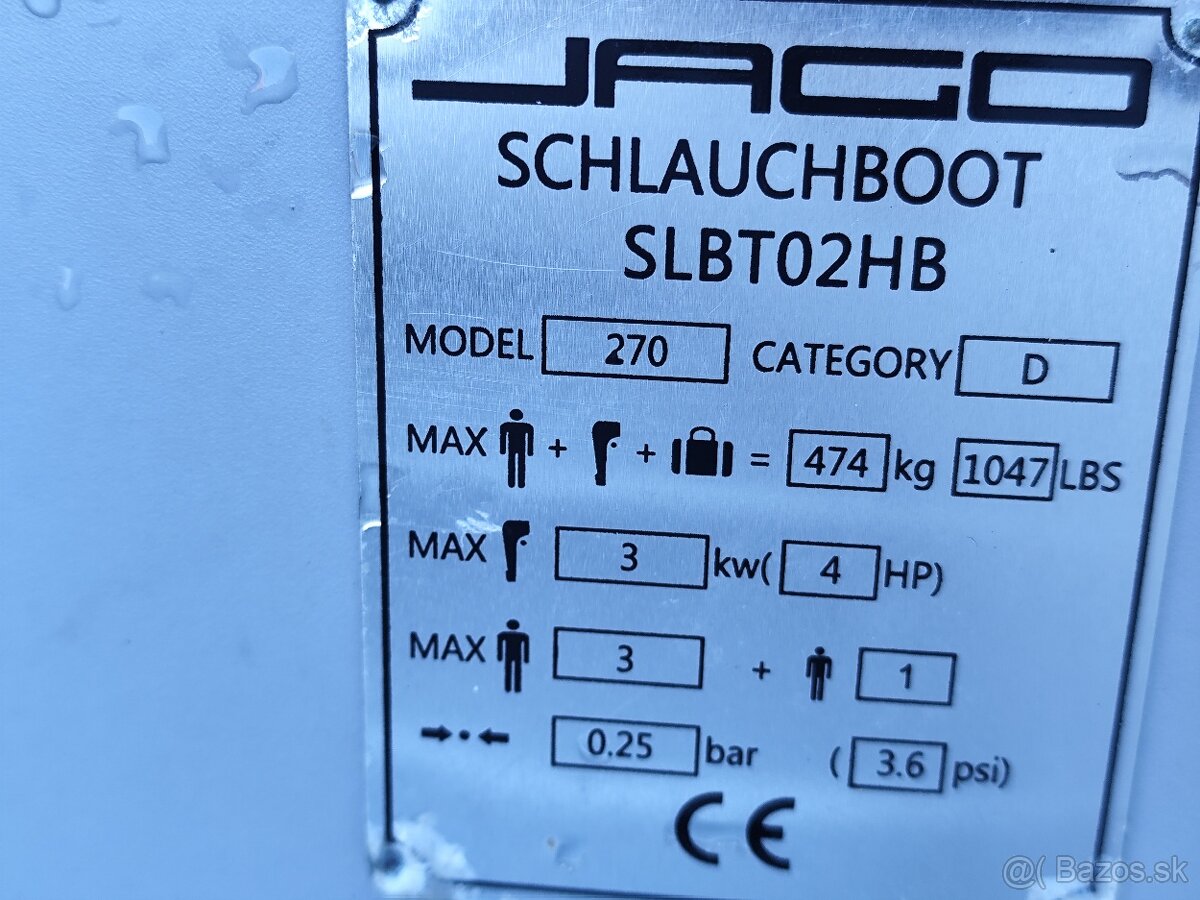 JAGO
SCHLAUCHBOOT
SLBT02HB
MODEL 270 CATEGORY D
MAX + + = 474 kg 1047 LBS
MAX 3 kw( 4 HP)
MAX 3 + 1
0.25 bar ( 3.6 psi)
CE
@( Bazos.sk